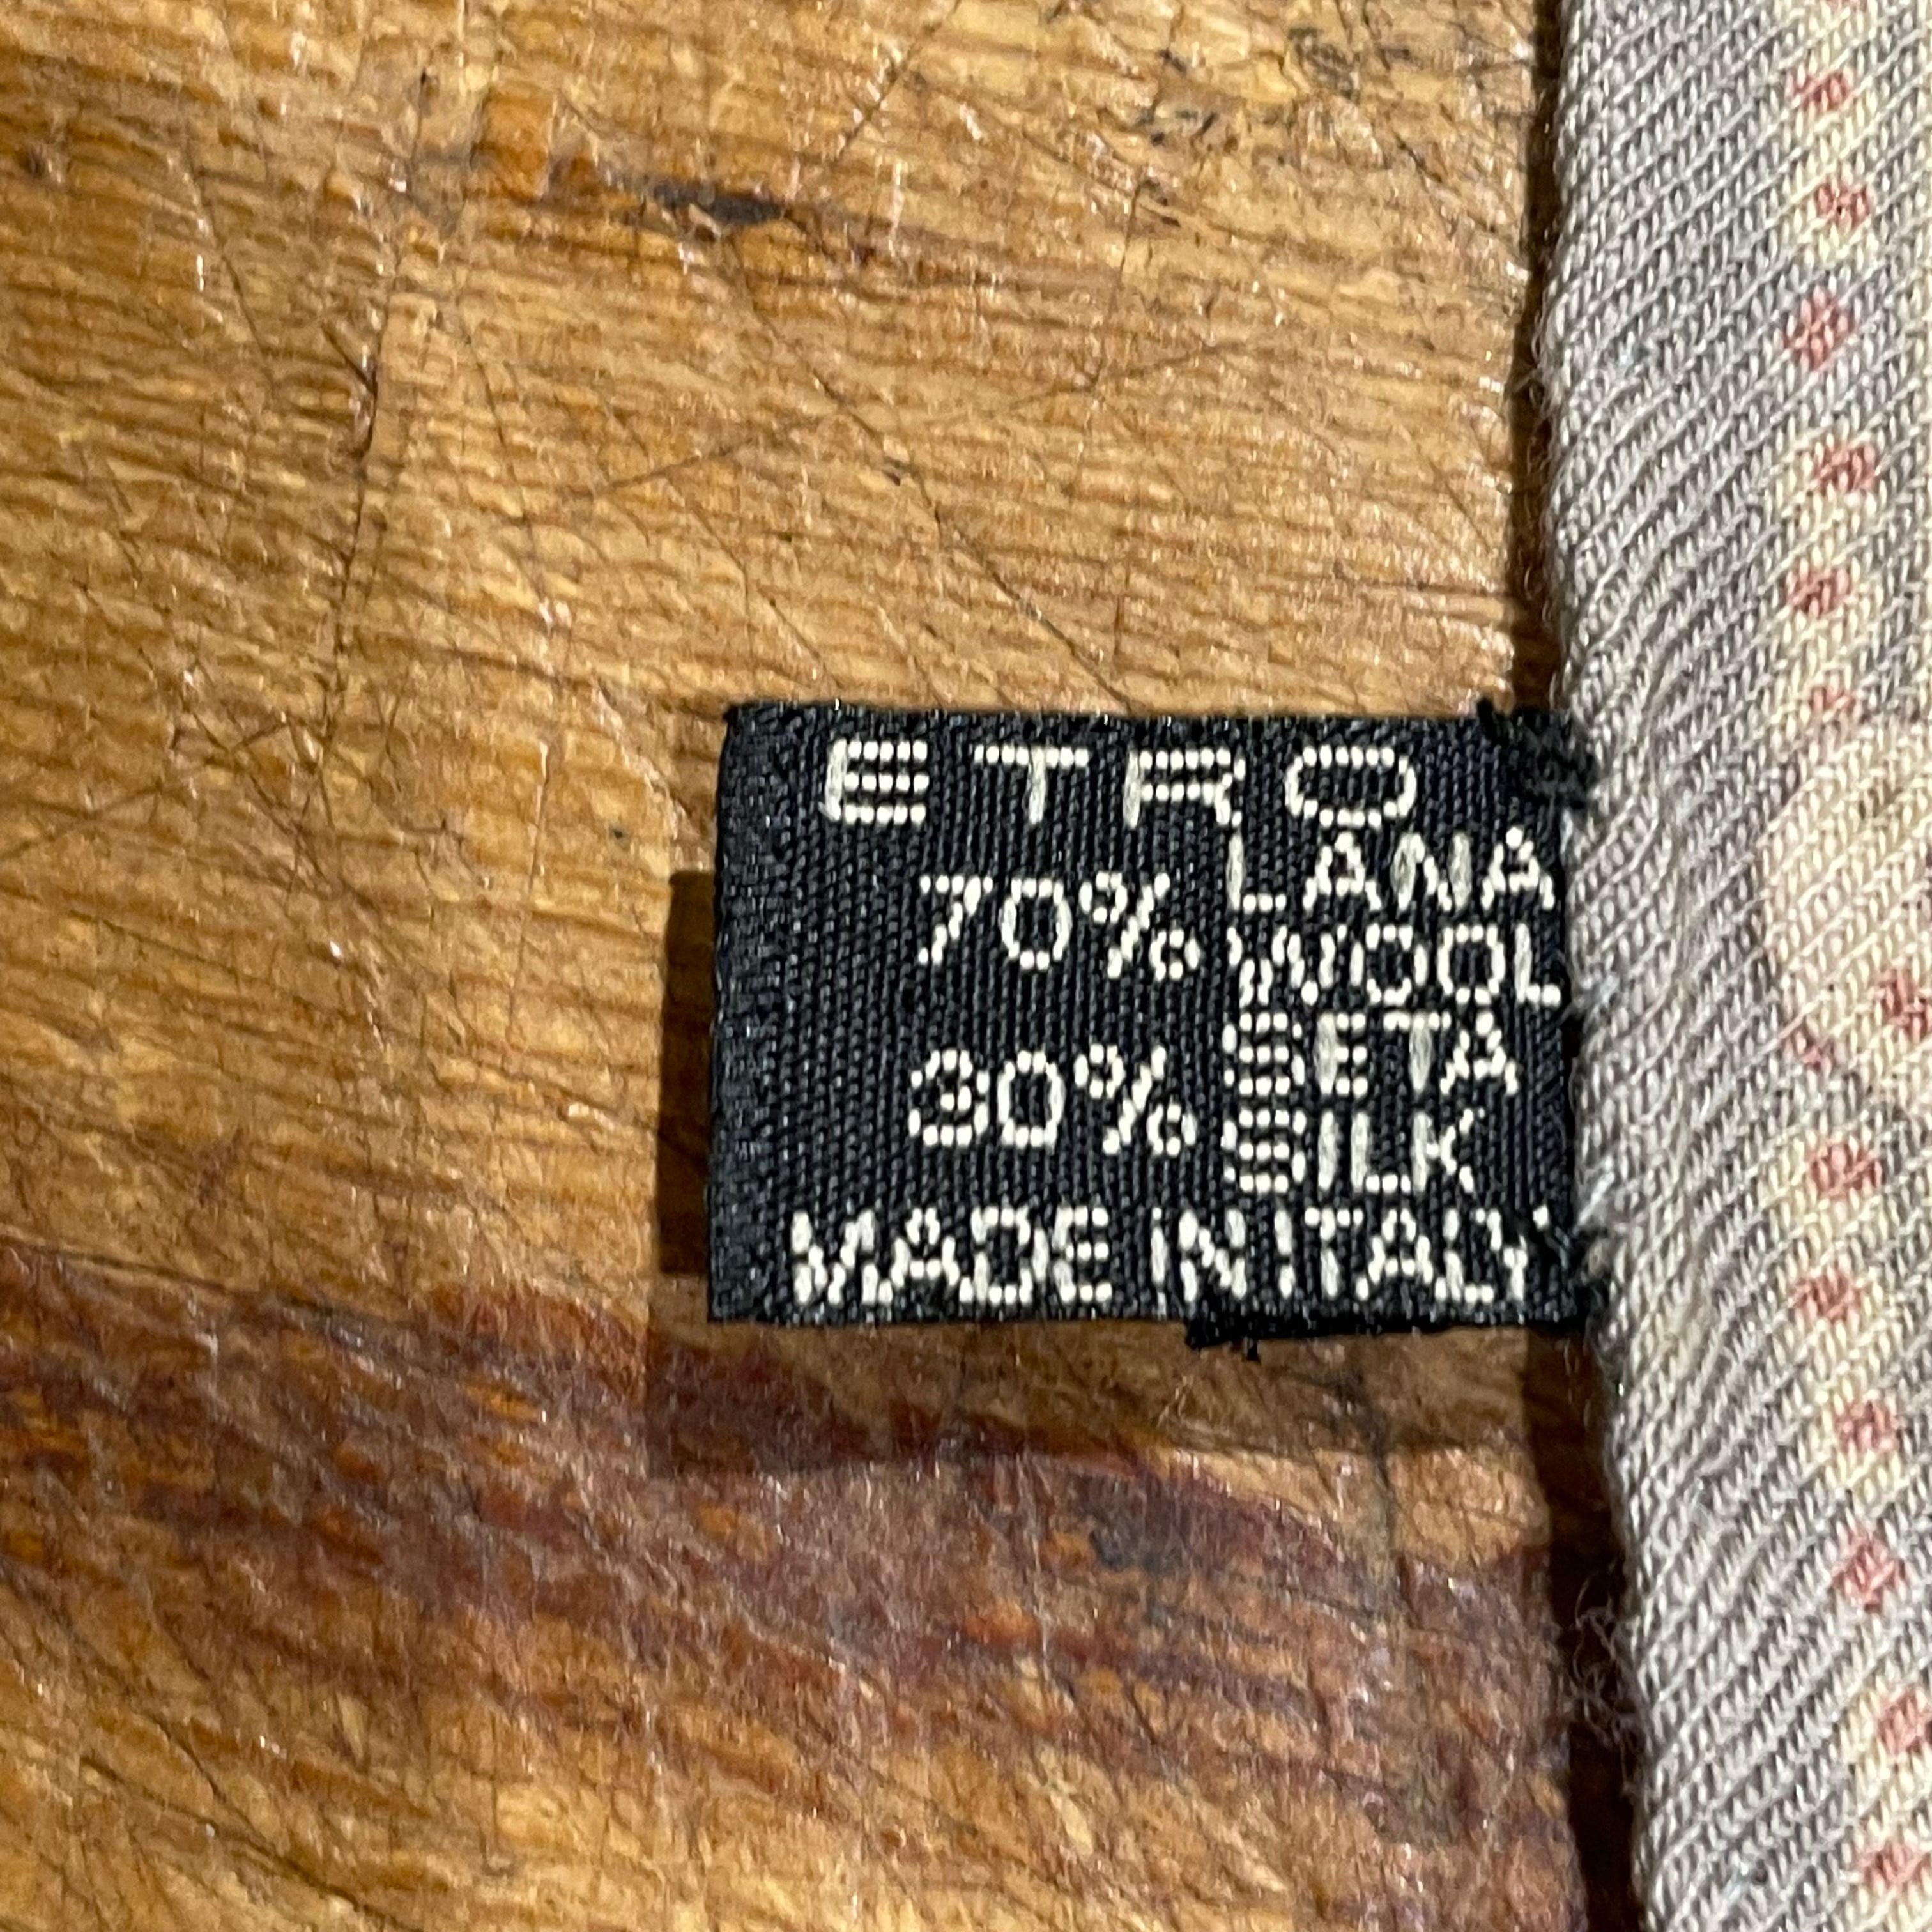 ETRO
70% LANA
WOOL
30% SETA
SILK
MADE IN ITALY